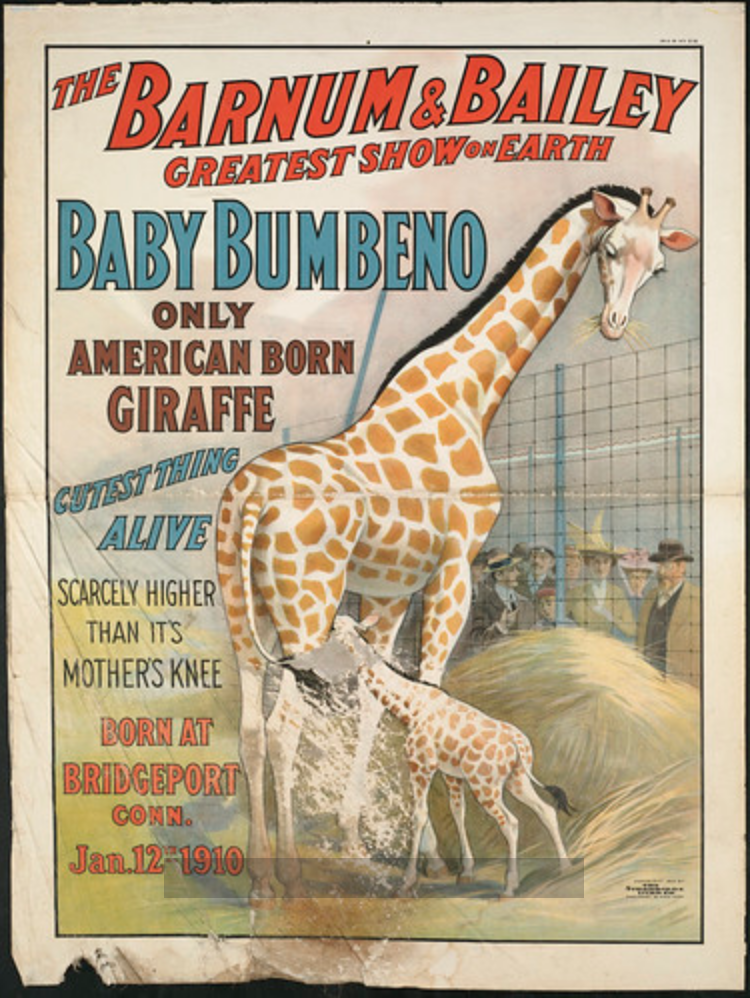 THE BARNUM & BAILEY
GREATEST SHOW ON EARTH
BABY BUMBENO
ONLY
AMERICAN BORN
GIRAFFE
CUTEST THING
ALIVE
SCARCELY HIGHER
THAN IT'S
MOTHER'S KNEE
BORN AT
BRIDGEPORT
CONN.
Jan. 12TH 1910